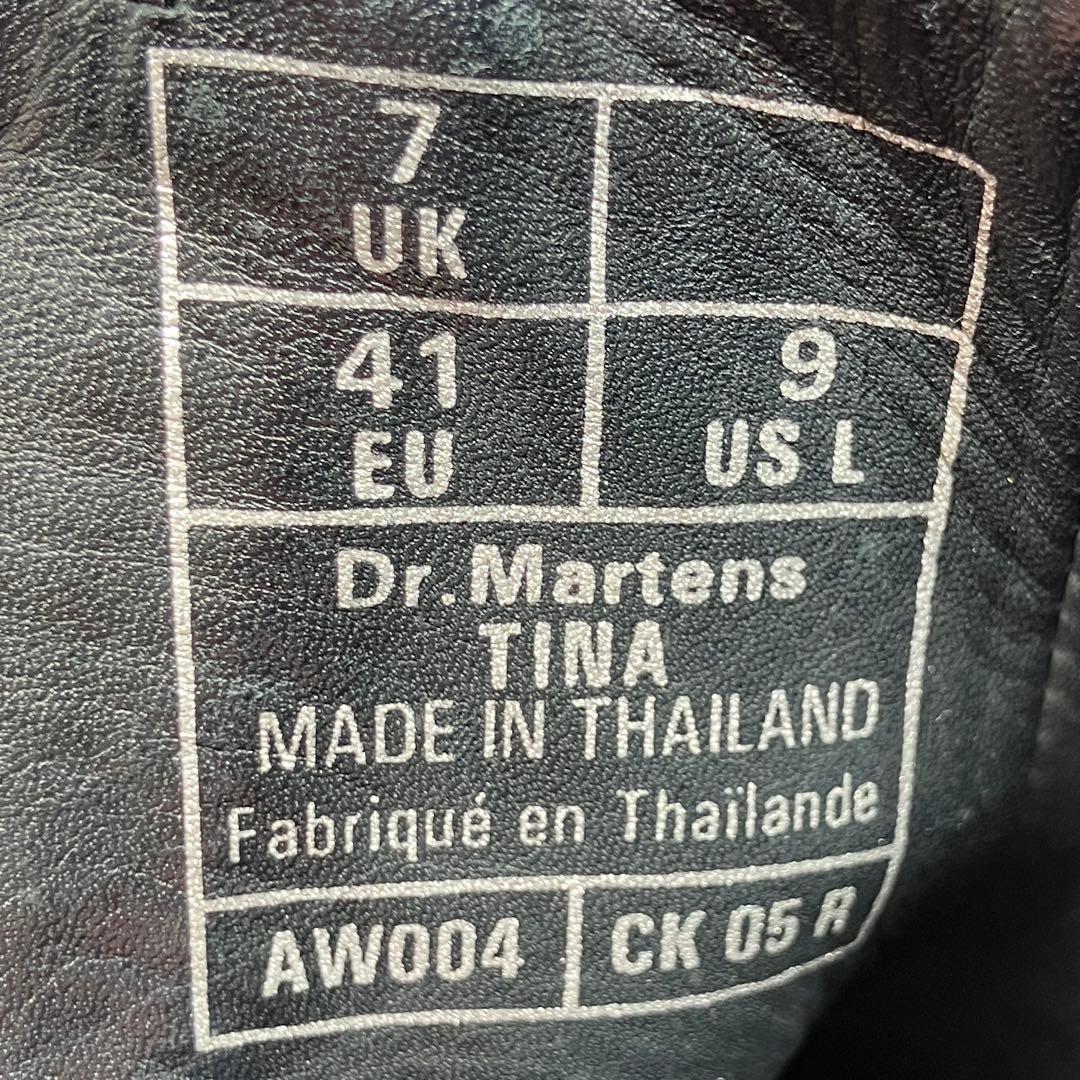 7
UK
41
EU
9
US L
Dr.Martens
TINA
MADE IN THAILAND
Fabriqué en Thaïlande
AW004
CK 05 R